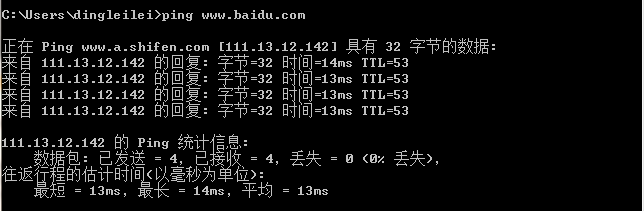 C:\Users\dingleilei>ping www.baidu.com
正在 Ping www.a.shifen.com [111.13.12.142] 具有 32 字节的数据:
来自 111.13.12.142 的回复: 字节=32 时间=14ms TTL=53
来自 111.13.12.142 的回复: 字节=32 时间=13ms TTL=53
来自 111.13.12.142 的回复: 字节=32 时间=13ms TTL=53
来自 111.13.12.142 的回复: 字节=32 时间=13ms TTL=53
111.13.12.142 的 Ping 统计信息:
数据包: 已发送 = 4, 已接收 = 4, 丢失 = 0 (0% 丢失),
往返行程的估计时间(以毫秒为单位):
最短 = 13ms, 最长 = 14ms, 平均 = 13ms